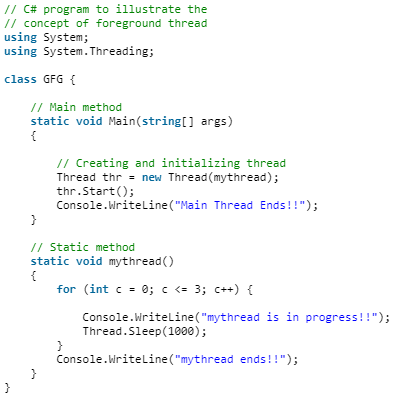 // C# program to illustrate the
// concept of foreground thread
using System;
using System.Threading;
class GFG {
// Main method
static void Main(string[] args)
{
// Creating and initializing thread
Thread thr = new Thread(mythread);
thr.Start();
Console.WriteLine("Main Thread Ends!!");
}
// Static method
static void mythread()
{
for (int c = 0; c <= 3; c++) {
Console.WriteLine("mythread is in progress!!");
Thread.Sleep(1000);
}
Console.WriteLine("mythread ends!!");
}
}